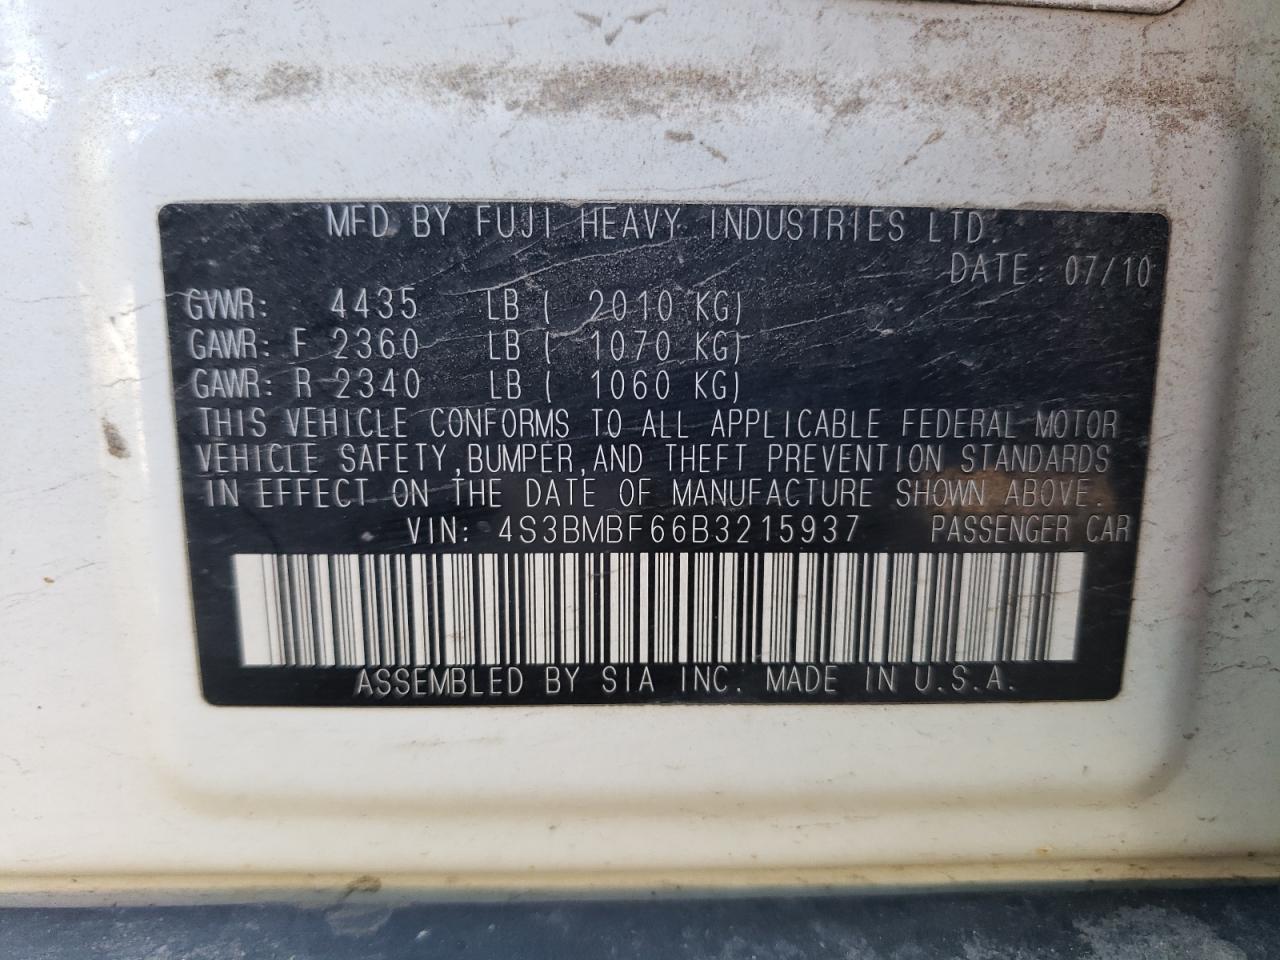 MFD BY FUJI HEAVY INDUSTRIES LTD.
DATE: 07/10
GVWR: 4435 LB ( 2010 KG)
GAWR: F 2360 LB ( 1070 KG)
GAWR: R 2340 LB ( 1060 KG)
THIS VEHICLE CONFORMS TO ALL APPLICABLE FEDERAL MOTOR
VEHICLE SAFETY,BUMPER,AND THEFT PREVENTION STANDARDS
IN EFFECT ON THE DATE OF MANUFACTURE SHOWN ABOVE.
VIN: 4S3BMBF66B3215937 PASSENGER CAR
ASSEMBLED BY SIA INC. MADE IN U.S.A.